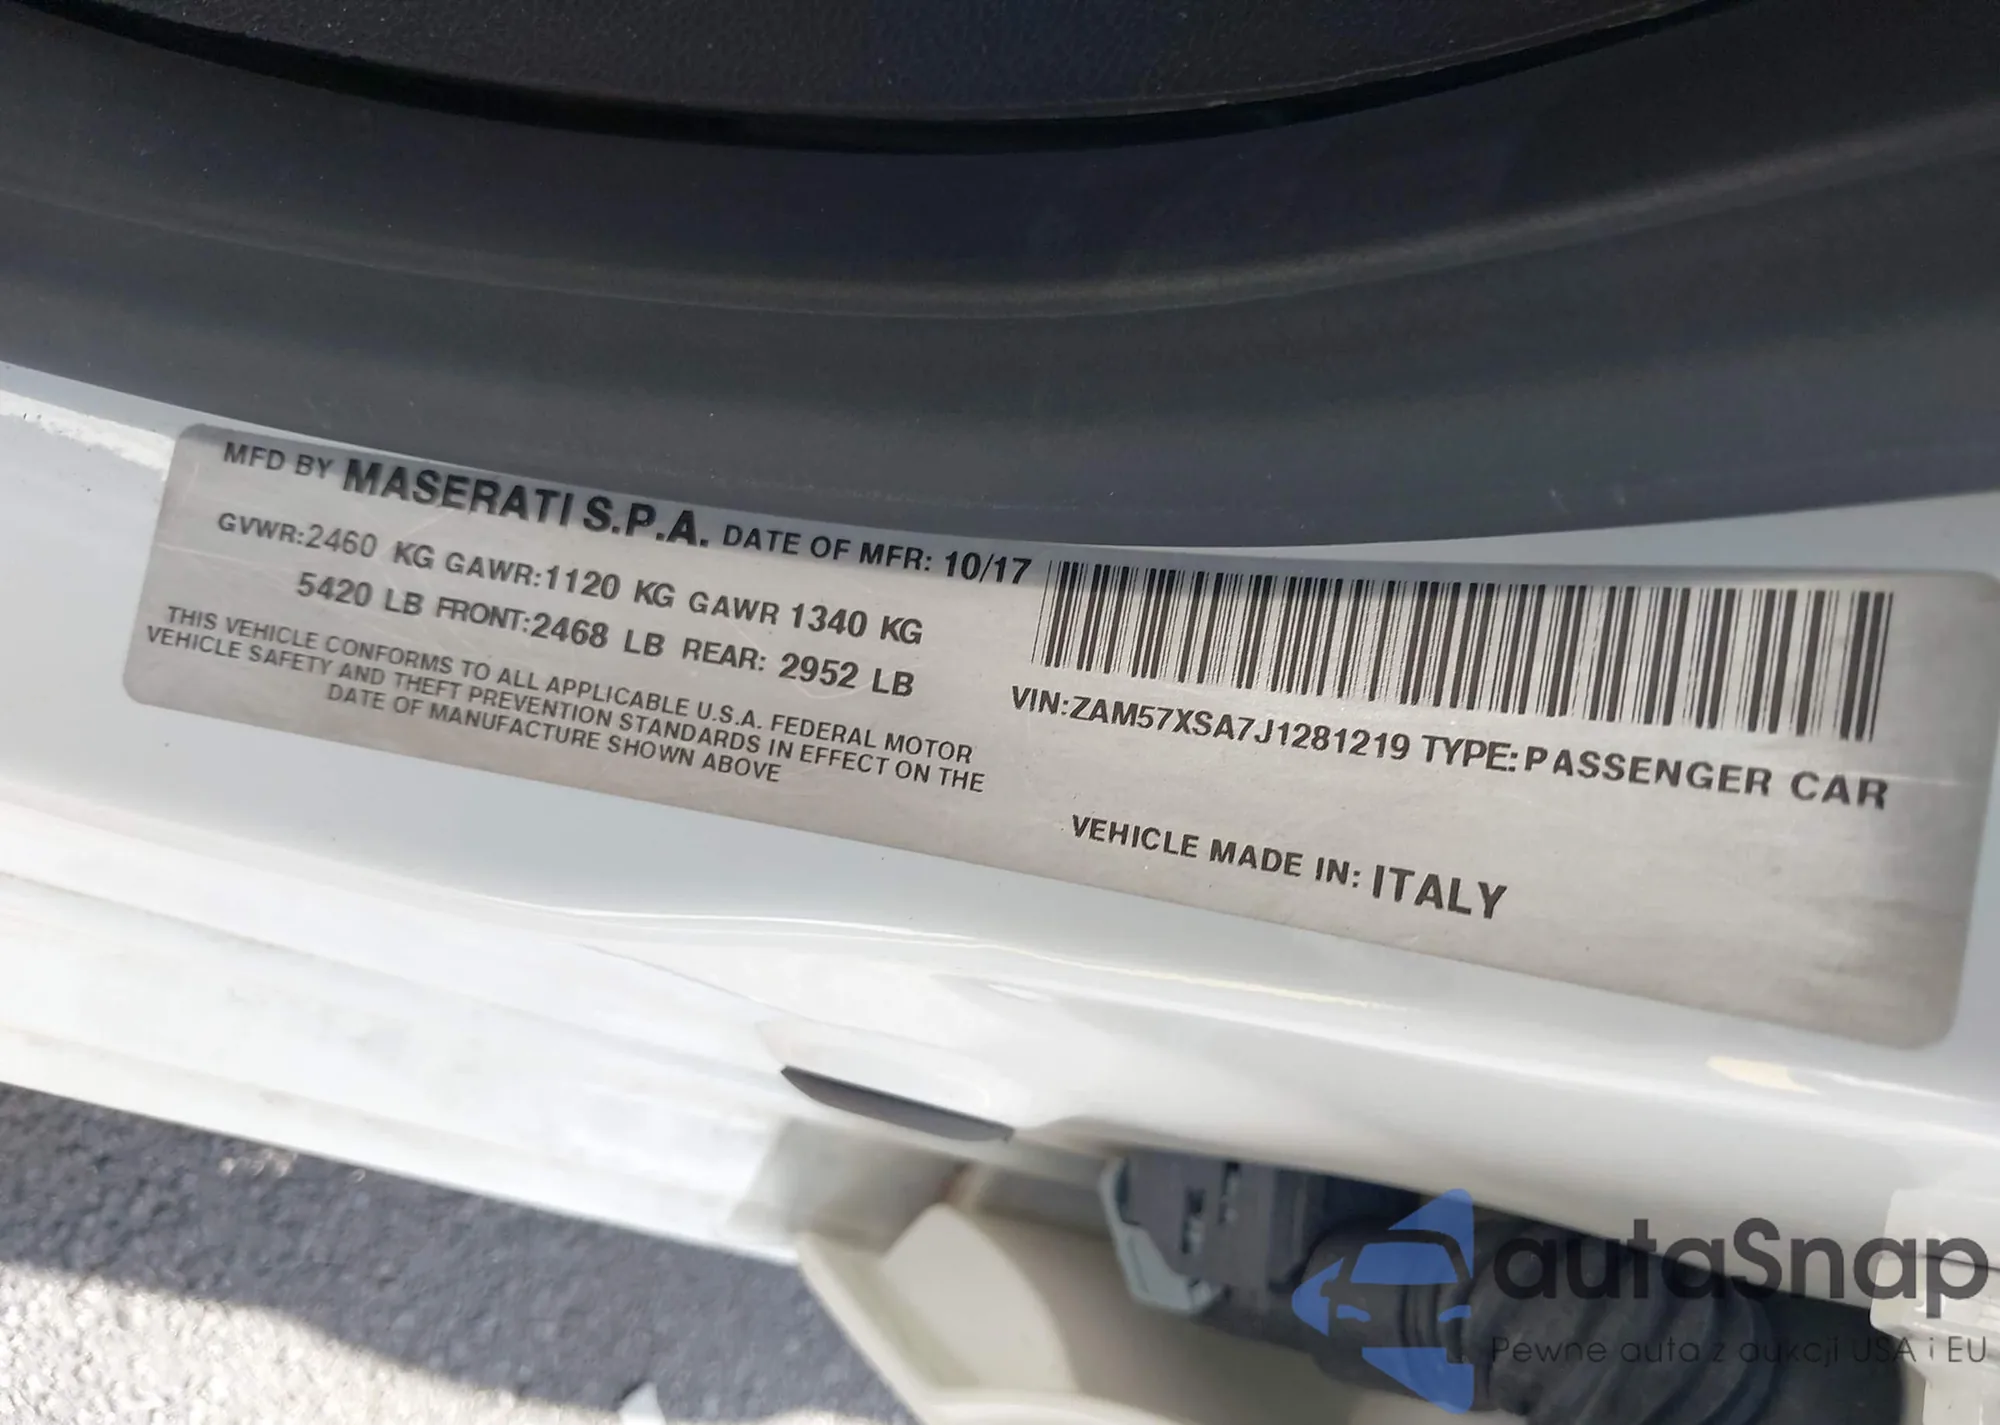 MFD BY MASERATI S.P.A. DATE OF MFR: 10/17
GVWR:2460 KG GAWR:1120 KG GAWR 1340 KG
5420 LB FRONT:2468 LB REAR: 2952 LB
THIS VEHICLE CONFORMS TO ALL APPLICABLE U.S.A. FEDERAL MOTOR
VEHICLE SAFETY AND THEFT PREVENTION STANDARDS IN EFFECT ON THE
DATE OF MANUFACTURE SHOWN ABOVE
VIN:ZAM57XSA7J1281219 TYPE:PASSENGER CAR
VEHICLE MADE IN: ITALY
autaSnap
Pewne auta z aukcji USA i EU